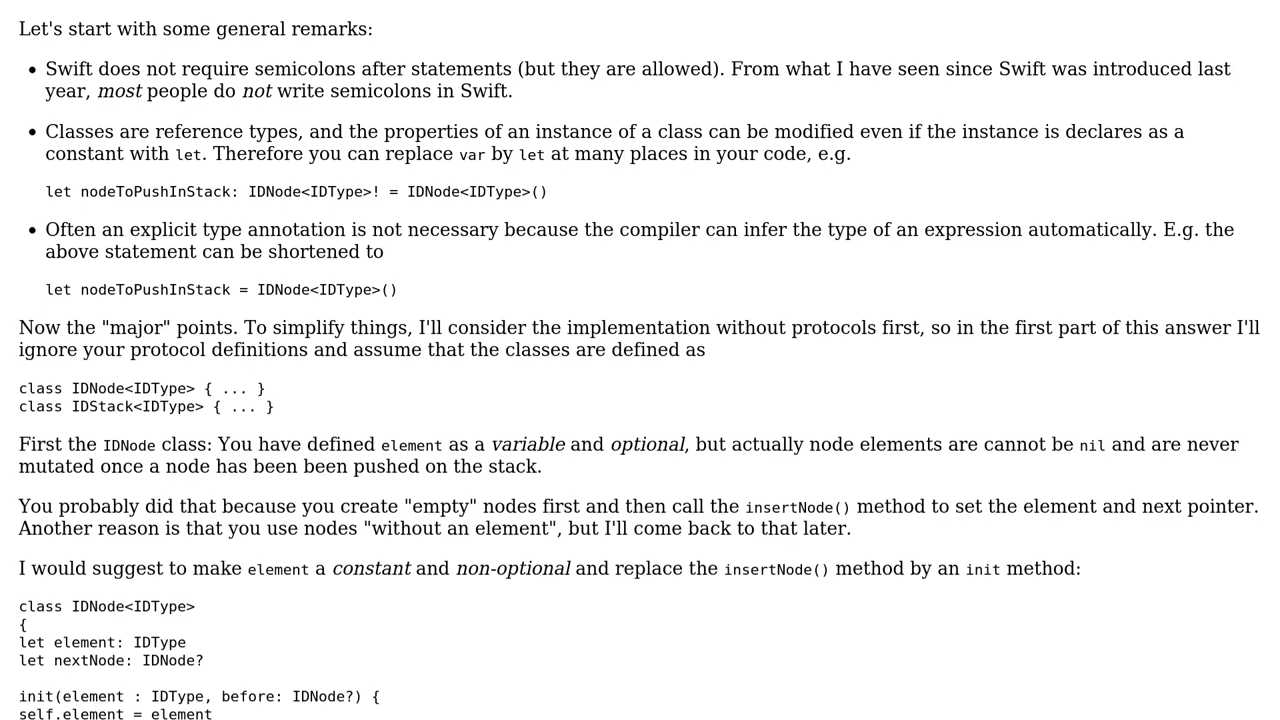 Let's start with some general remarks:
• Swift does not require semicolons after statements (but they are allowed). From what I have seen since Swift was introduced last
year, most people do not write semicolons in Swift.
• Classes are reference types, and the properties of an instance of a class can be modified even if the instance is declares as a
constant with let. Therefore you can replace var by let at many places in your code, e.g.
let nodeToPushInStack: IDNode<IDType>! = IDNode<IDType>()
• Often an explicit type annotation is not necessary because the compiler can infer the type of an expression automatically. E.g. the
above statement can be shortened to
let nodeToPushInStack = IDNode<IDType>()
Now the "major" points. To simplify things, I'll consider the implementation without protocols first, so in the first part of this answer I'll
ignore your protocol definitions and assume that the classes are defined as
class IDNode<IDType> { ... }
class IDStack<IDType> { ... }
First the IDNode class: You have defined element as a variable and optional, but actually node elements are cannot be nil and are never
mutated once a node has been been pushed on the stack.
You probably did that because you create "empty" nodes first and then call the insertNode() method to set the element and next pointer.
Another reason is that you use nodes "without an element", but I'll come back to that later.
I would suggest to make element a constant and non-optional and replace the insertNode() method by an init method:
class IDNode<IDType>
{
let element: IDType
let nextNode: IDNode?
init(element : IDType, before: IDNode?) {
self.element = element